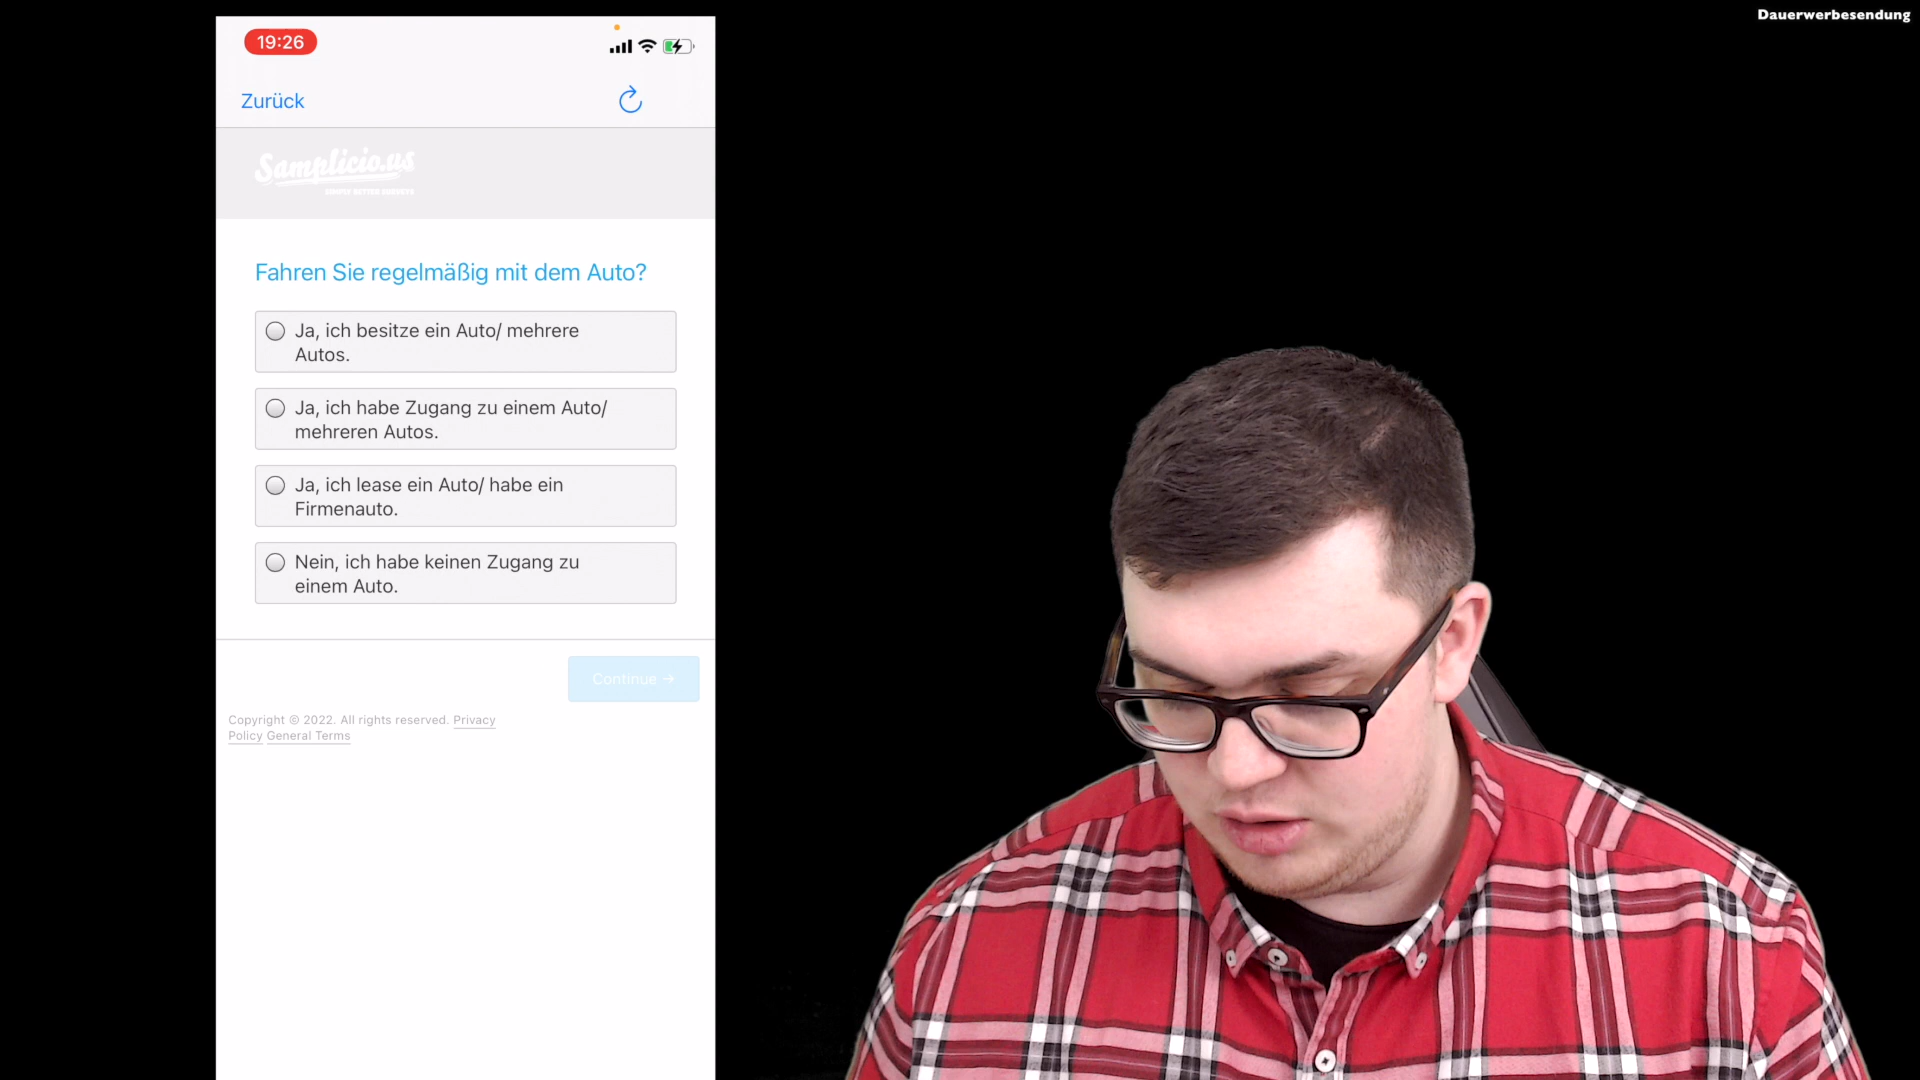 Dauerwerbesendung
19:26
Zurück
Samplicio.us
Fahren Sie regelmäßig mit dem Auto?
Ja, ich besitze ein Auto/ mehrere
Autos.
Ja, ich habe Zugang zu einem Auto/
mehreren Autos.
Ja, ich lease ein Auto/ habe ein
Firmenauto.
Nein, ich habe keinen Zugang zu
einem Auto.
Continue →
Copyright © 2022. All rights reserved. Privacy
Policy General Terms